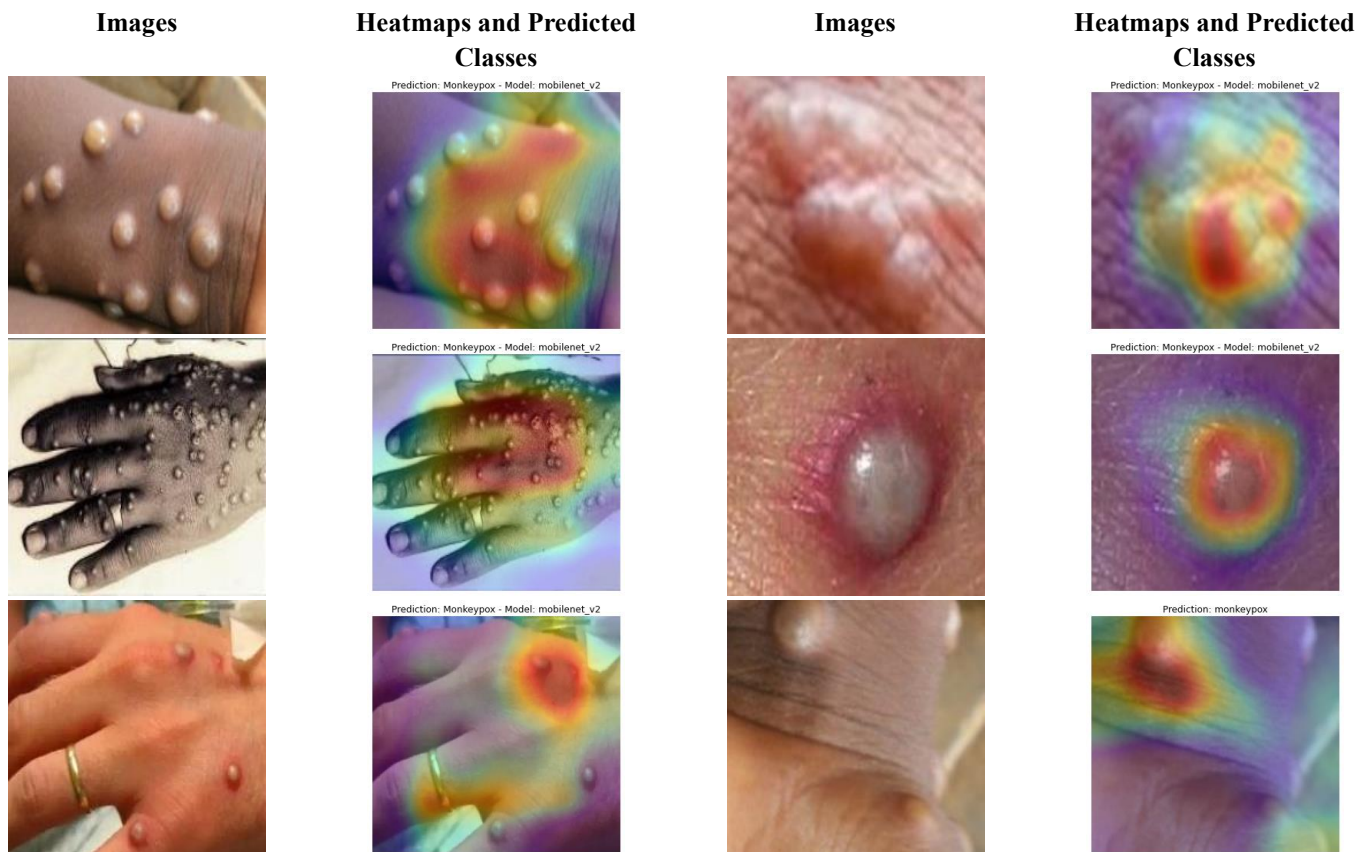 Images
Heatmaps and Predicted
Classes
Images
Heatmaps and Predicted
Classes
Prediction: Monkeypox - Model: mobilenet_v2
Prediction: Monkeypox - Model: mobilenet_v2
Prediction: Monkeypox - Model: mobilenet_v2
Prediction: Monkeypox - Model: mobilenet_v2
Prediction: Monkeypox - Model: mobilenet_v2
Prediction: monkeypox